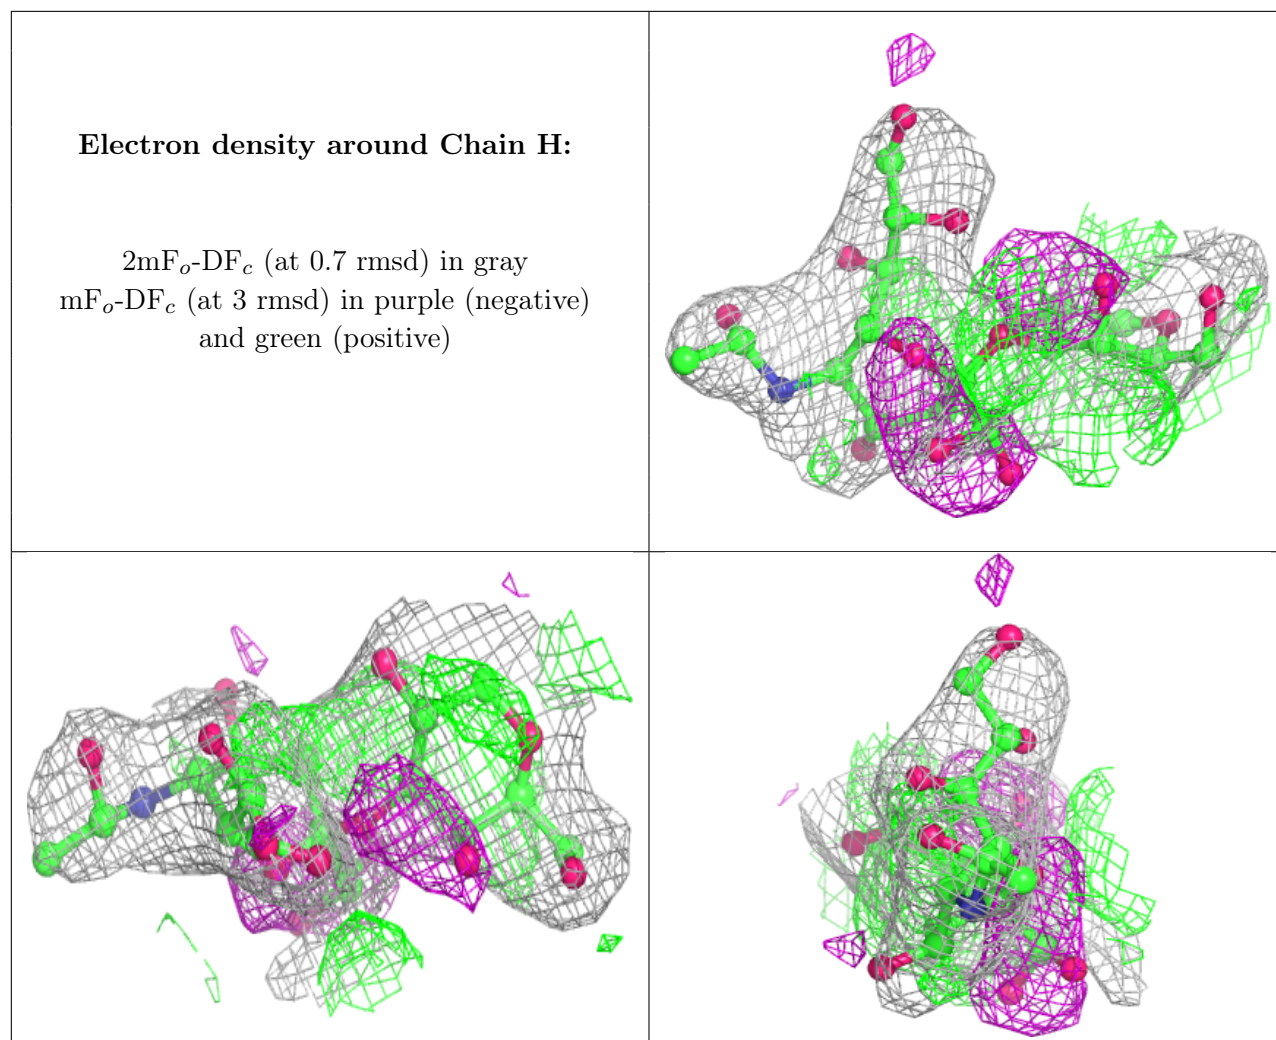 Electron density around Chain H:
2mFo-DFc (at 0.7 rmsd) in gray
mFo-DFc (at 3 rmsd) in purple (negative)
and green (positive)